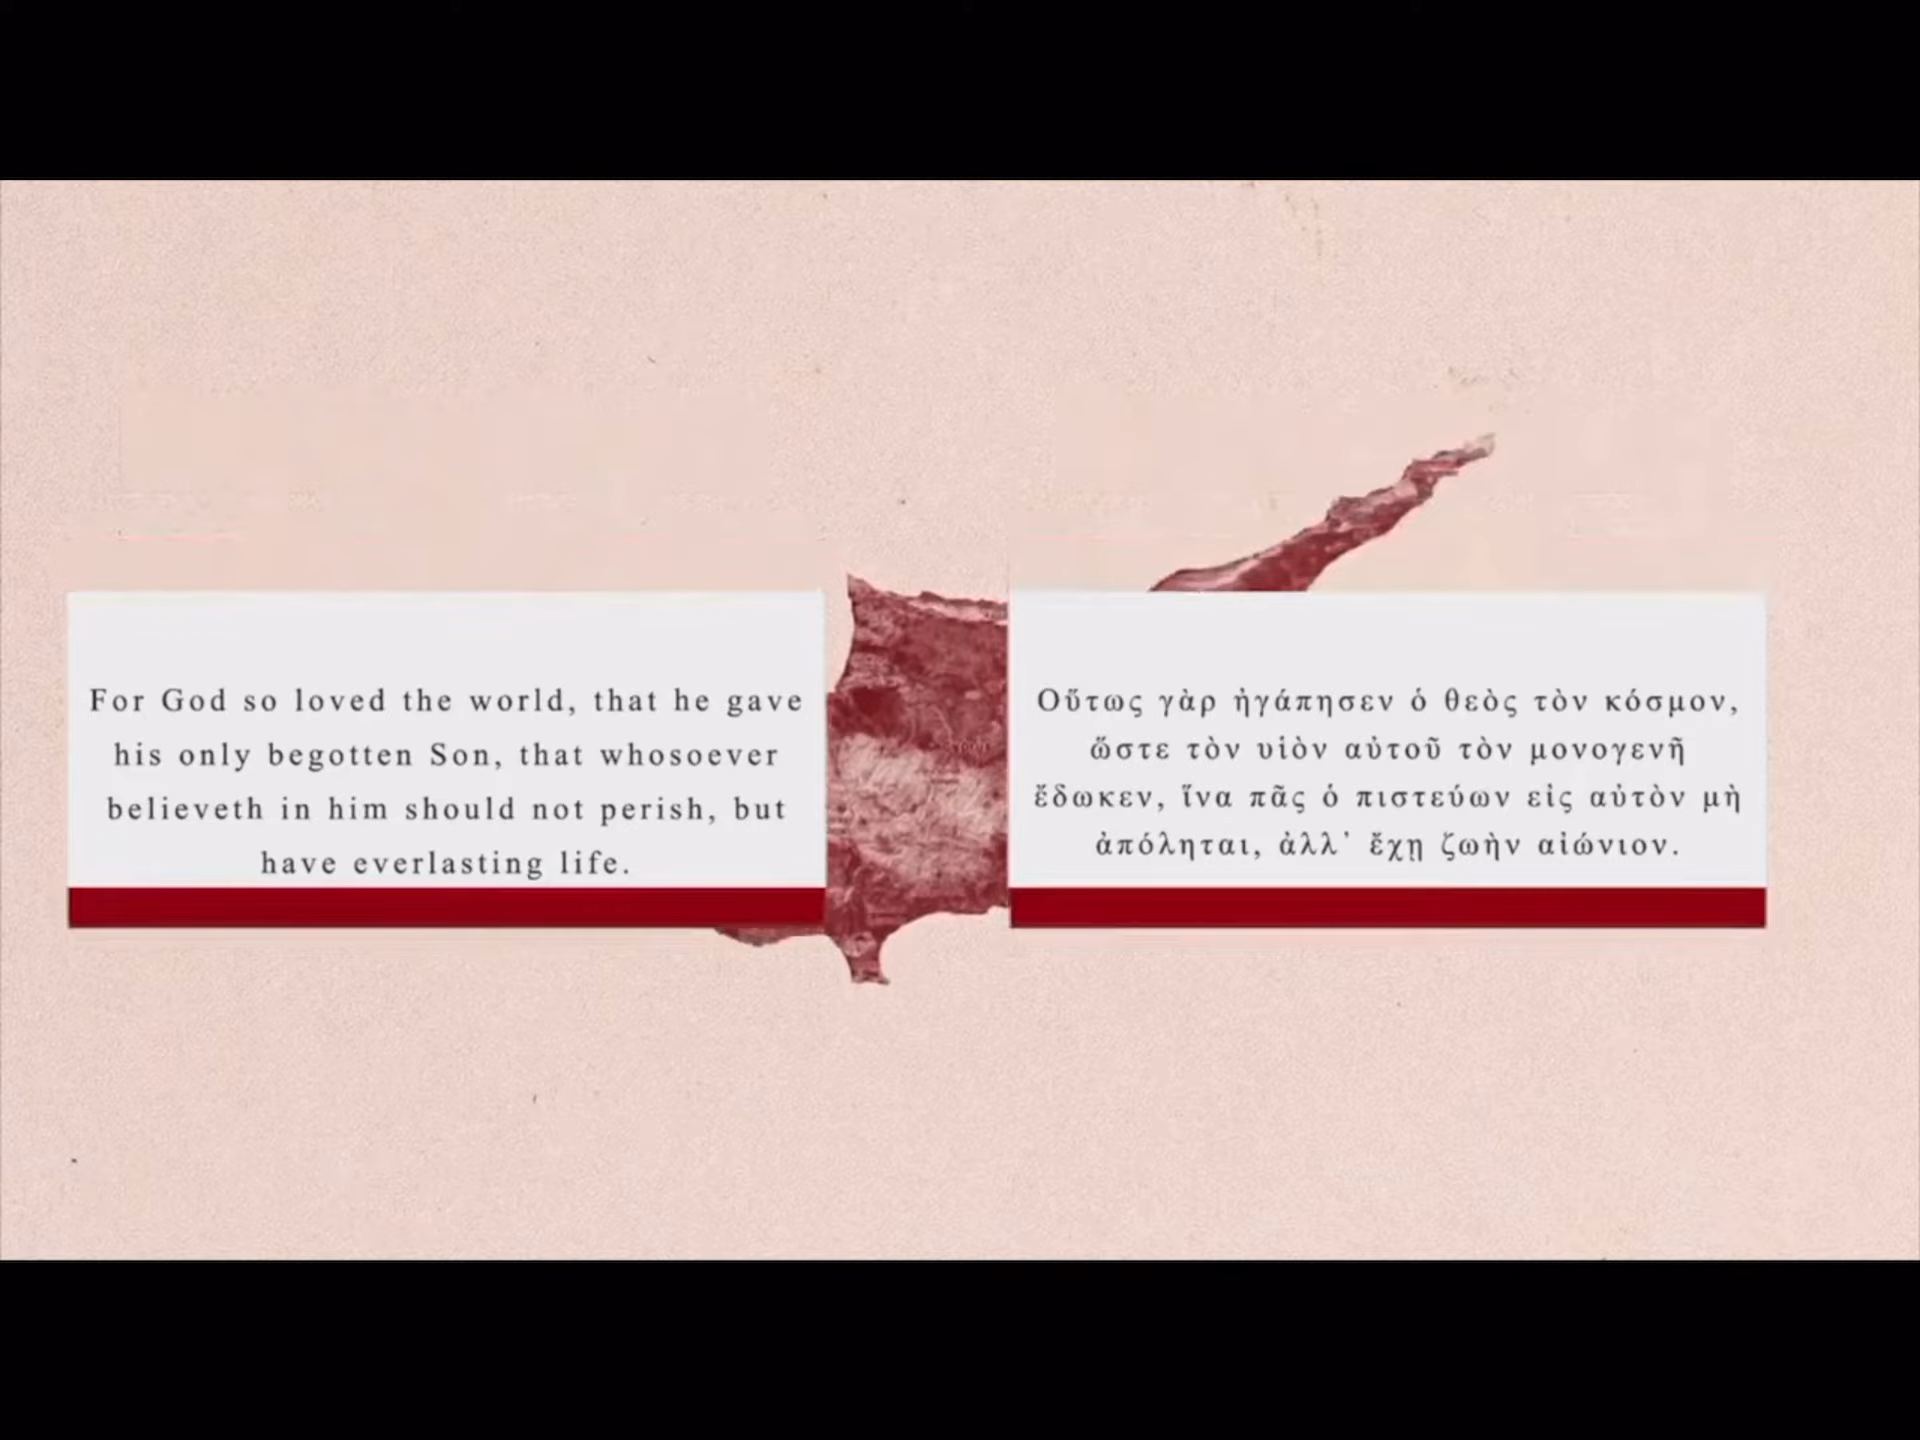 For God so loved the world, that he gave
his only begotten Son, that whosoever
believeth in him should not perish, but
have everlasting life.
Οὕτως γὰρ ἠγάπησεν ὁ θεὸς τὸν κόσμον,
ὥστε τὸν υἱὸν αὐτοῦ τὸν μονογενῆ
ἔδωκεν, ἵνα πᾶς ὁ πιστεύων εἰς αὐτὸν μὴ
ἀπόληται, ἀλλ᾽ ἔχῃ ζωὴν αἰώνιον.